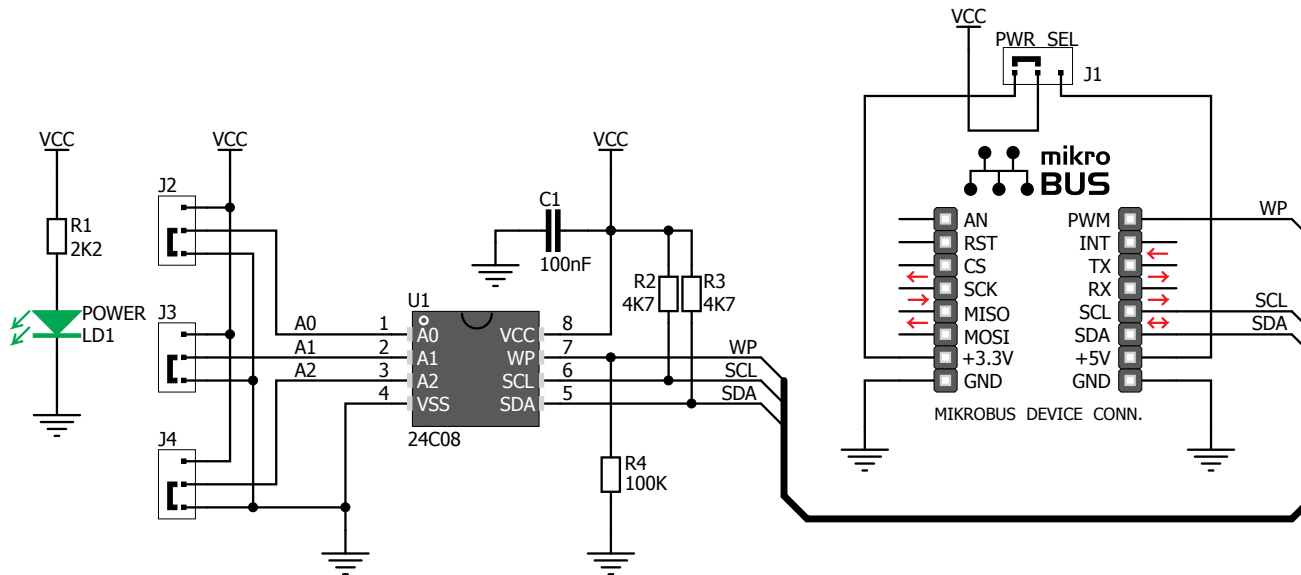 VCC
PWR SEL
J1
VCC
VCC
VCC
J2
R1
2K2
C1
100nF
mikro
BUS
POWER
LD1
J3
J4
A0
A1
A2
U1
1
2
3
4
A0
A1
A2
VSS
VCC
WP
SCL
SDA
8
7
6
5
24C08
R2
4K7
R3
4K7
WP
SCL
SDA
R4
100K
AN
RST
CS
SCK
MISO
MOSI
+3.3V
GND
PWM
INT
TX
RX
SCL
SDA
+5V
GND
WP
SCL
SDA
MIKROBUS DEVICE CONN.